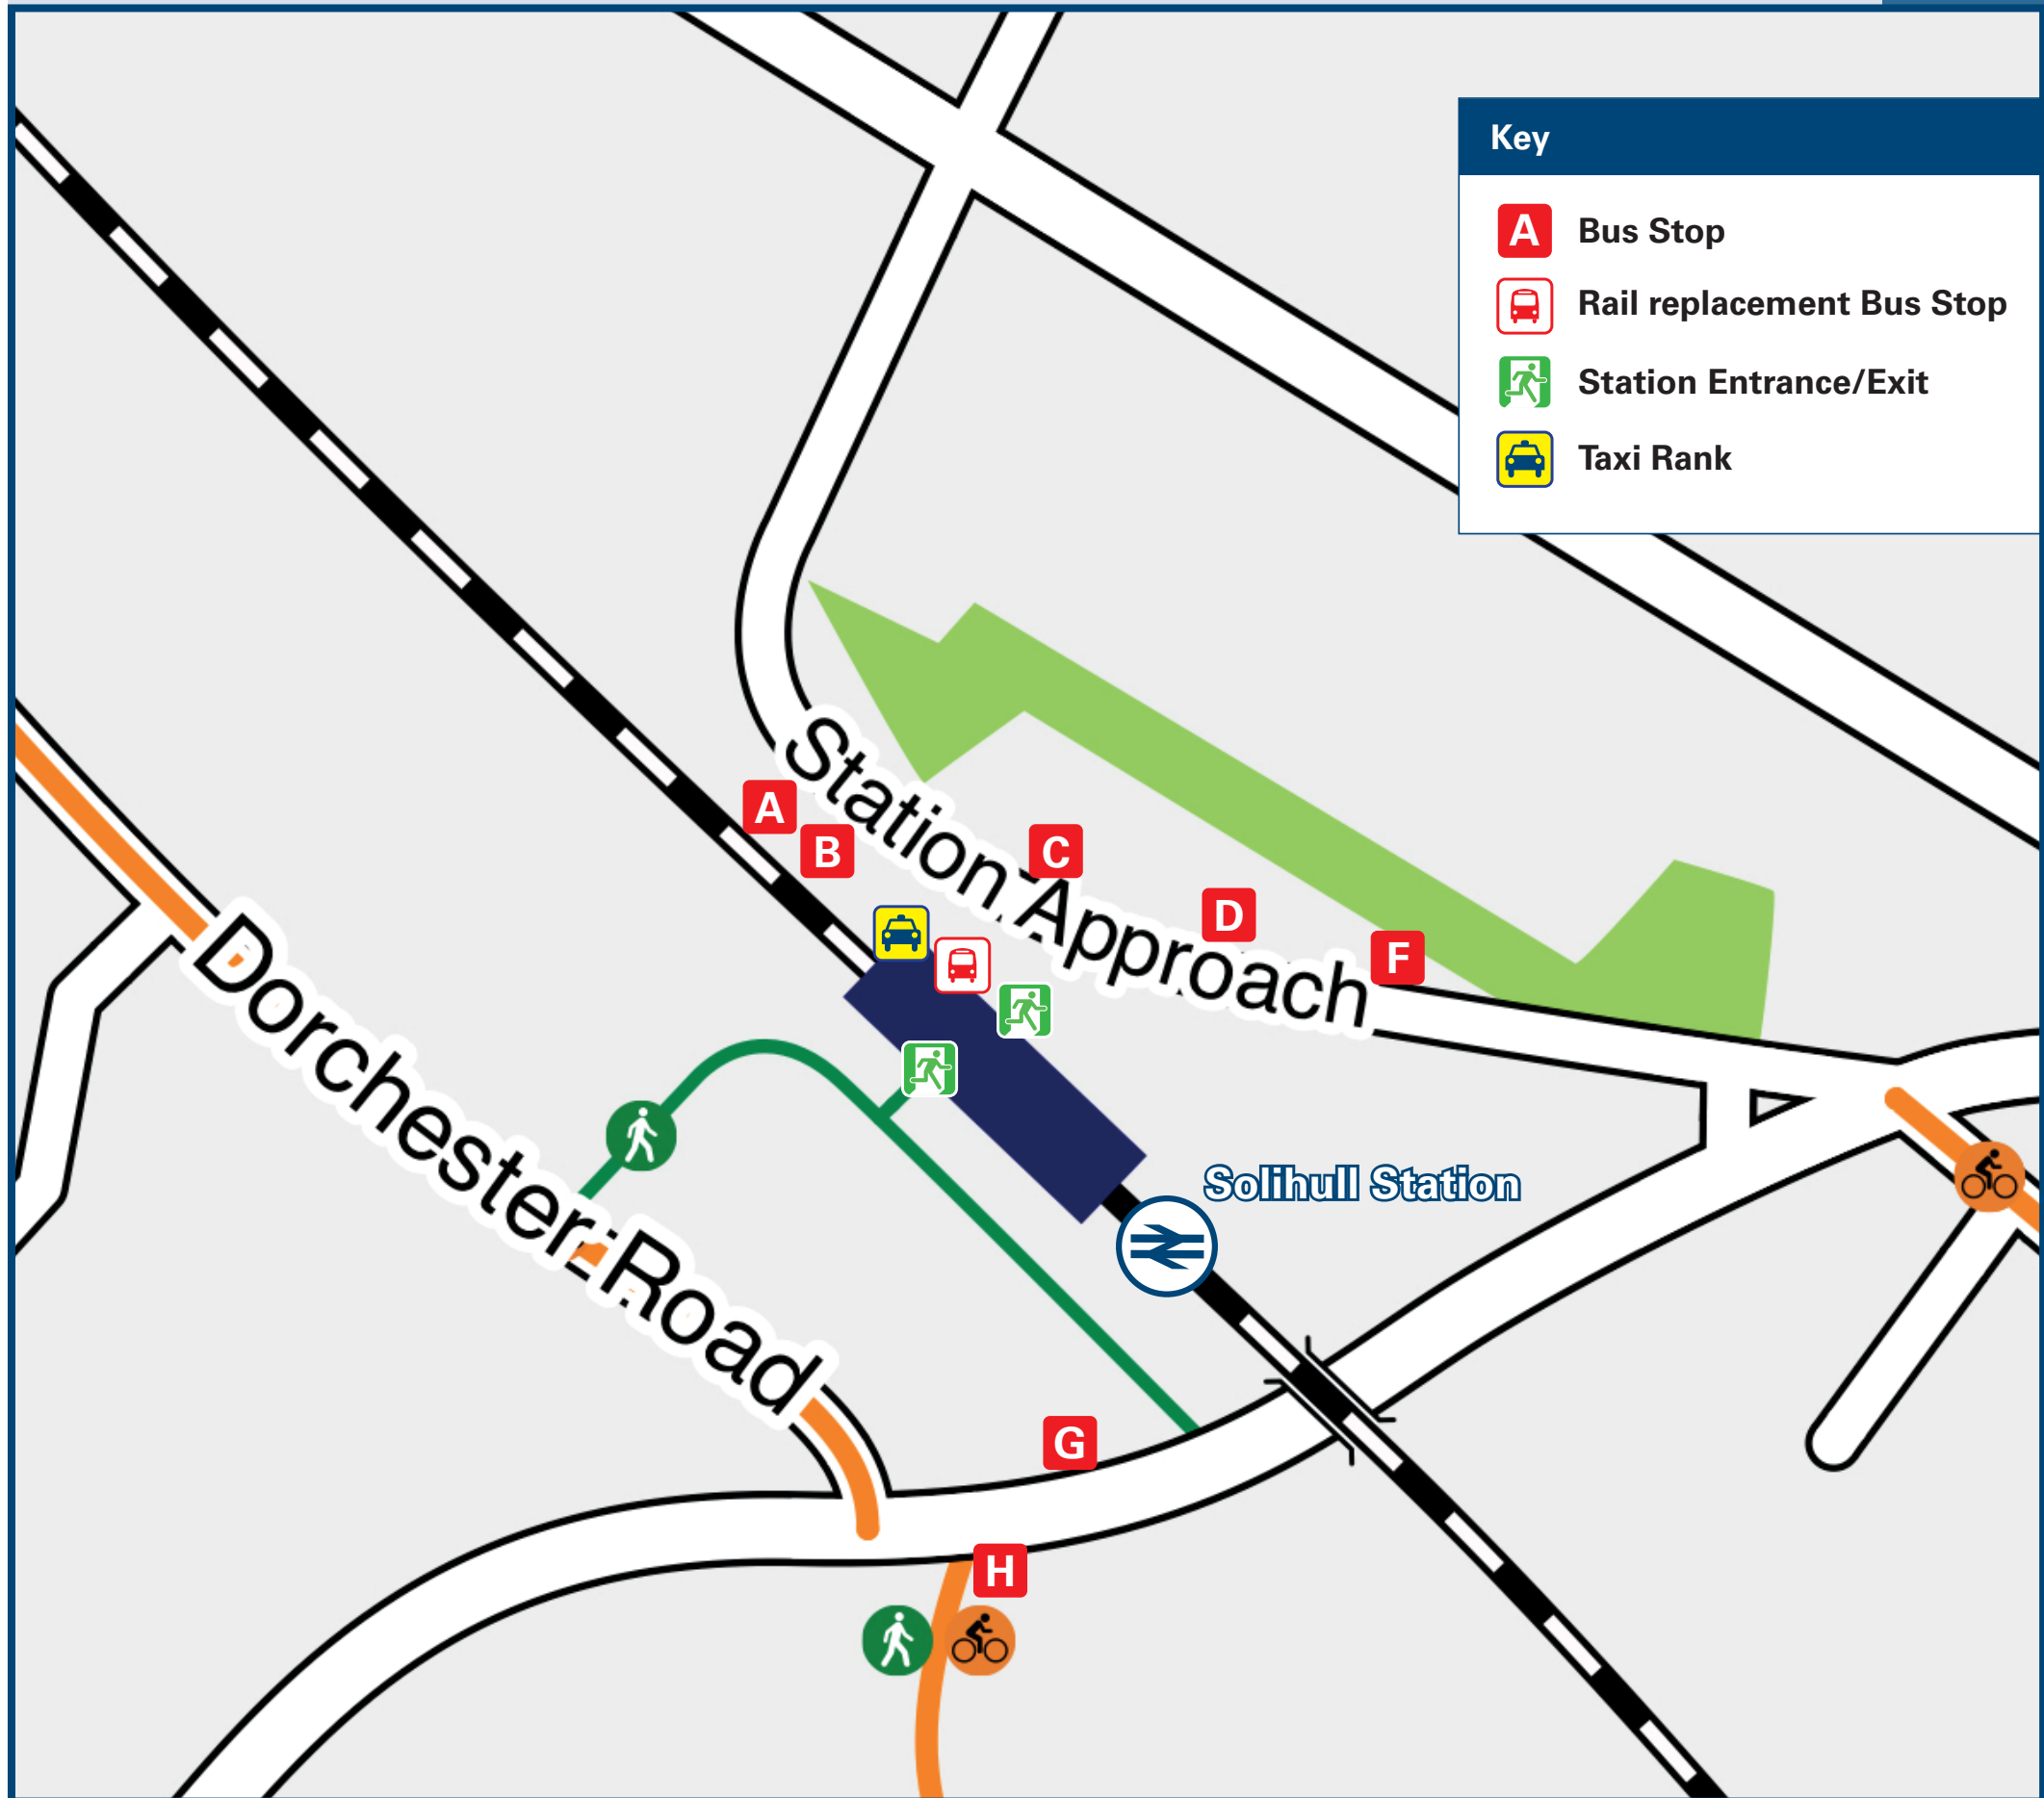 Key
A Bus Stop
Rail replacement Bus Stop
Station Entrance/Exit
Taxi Rank
Station Approach
A
B
C
D
F
Dorchester Road
Solihull Station
G
H